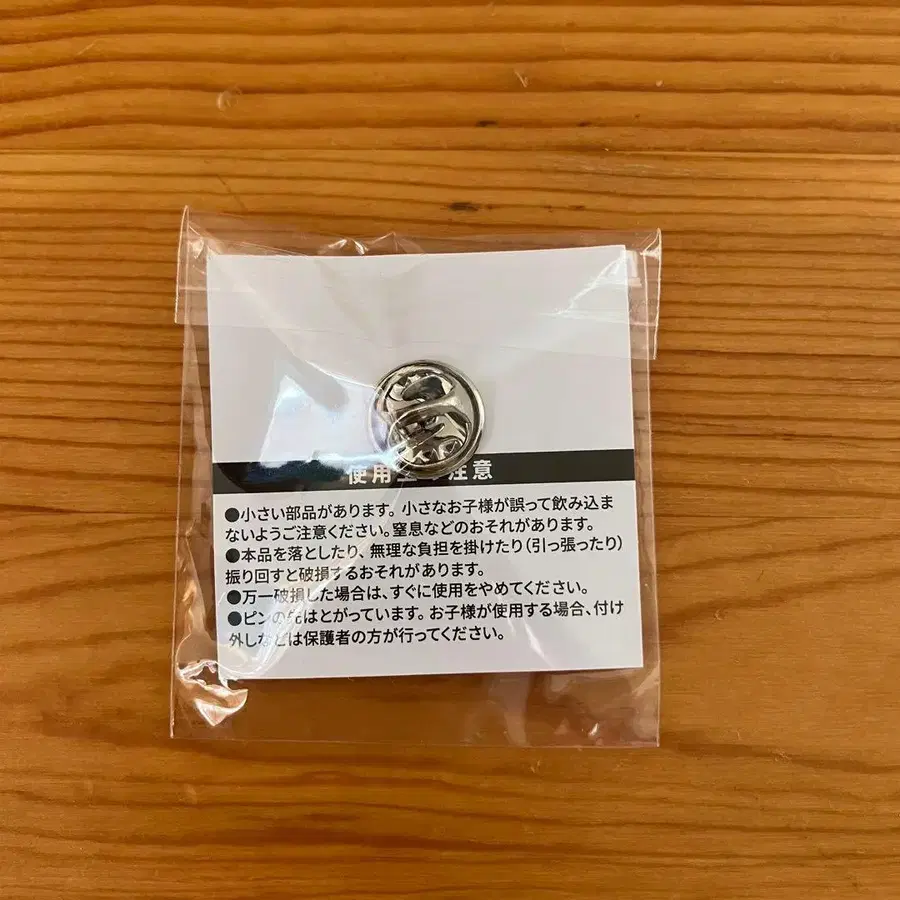 使用上の注意
●小さい部品があります。小さなお子様が誤って飲み込ま
ないようご注意ください。窒息などのおそれがあります。
●本品を落としたり、無理な負担を掛けたり(引っ張ったり)
振り回すと破損するおそれがあります。
●万一破損した場合は、すぐに使用をやめてください。
●ピンの先はとがっています。お子様が使用する場合、付け
外しなどは保護者の方が行ってください。